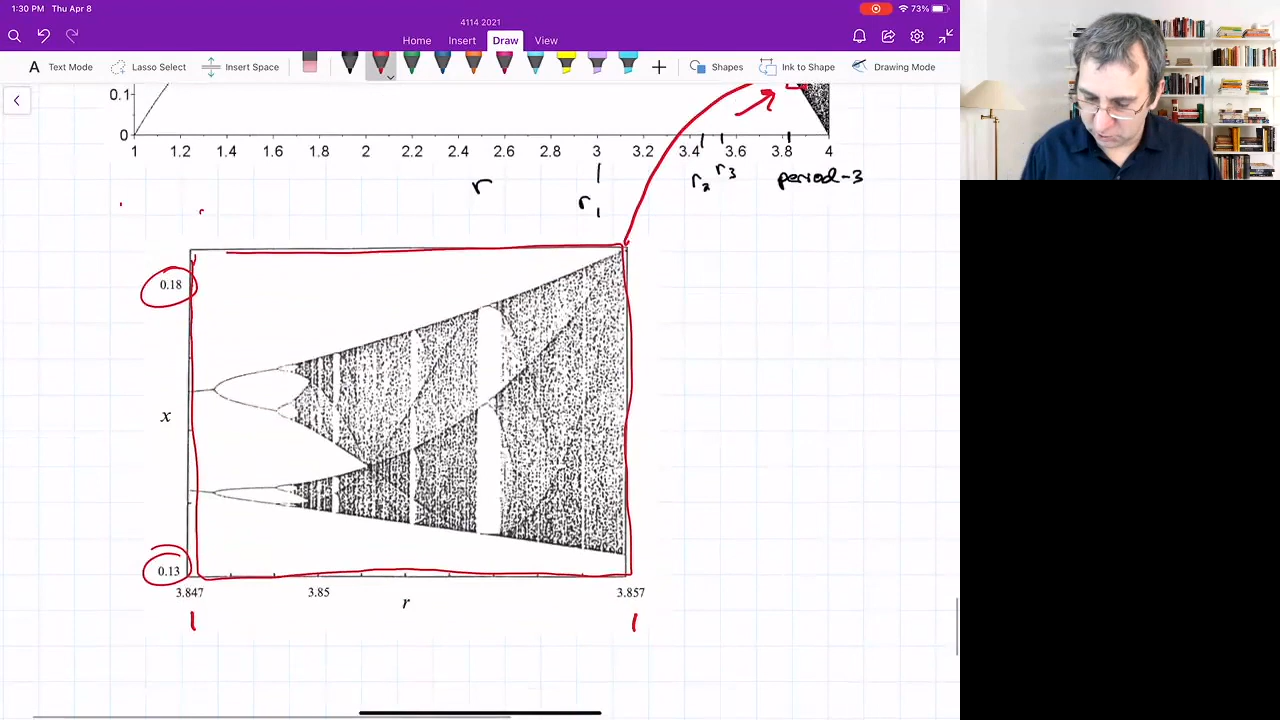 1:30 PM Thu Apr 8
73%
4114 2021
Home Insert Draw View
Text Mode Lasso Select Insert Space Shapes Ink to Shape Drawing Mode
0.1
0
1 1.2 1.4 1.6 1.8 2 2.2 2.4 2.6 2.8 3 3.2 3.4 3.6 3.8 4
r r1 r2 r3 period-3
0.18
x
0.13
3.847 3.85 3.857
r